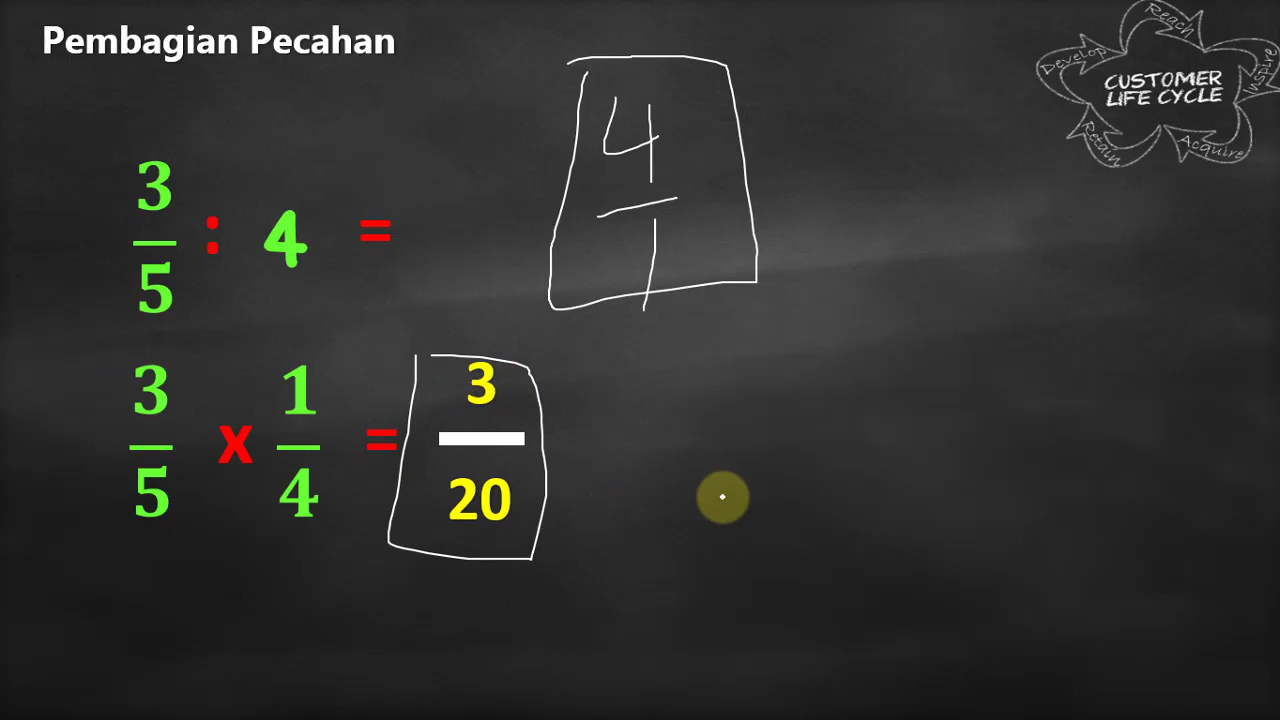 Pembagian Pecahan
Reach
Develop
Inspire
CUSTOMER
LIFE CYCLE
Retain
Acquire
4
1
3
5
: 4 =
3
5
x
1
4
=
3
20